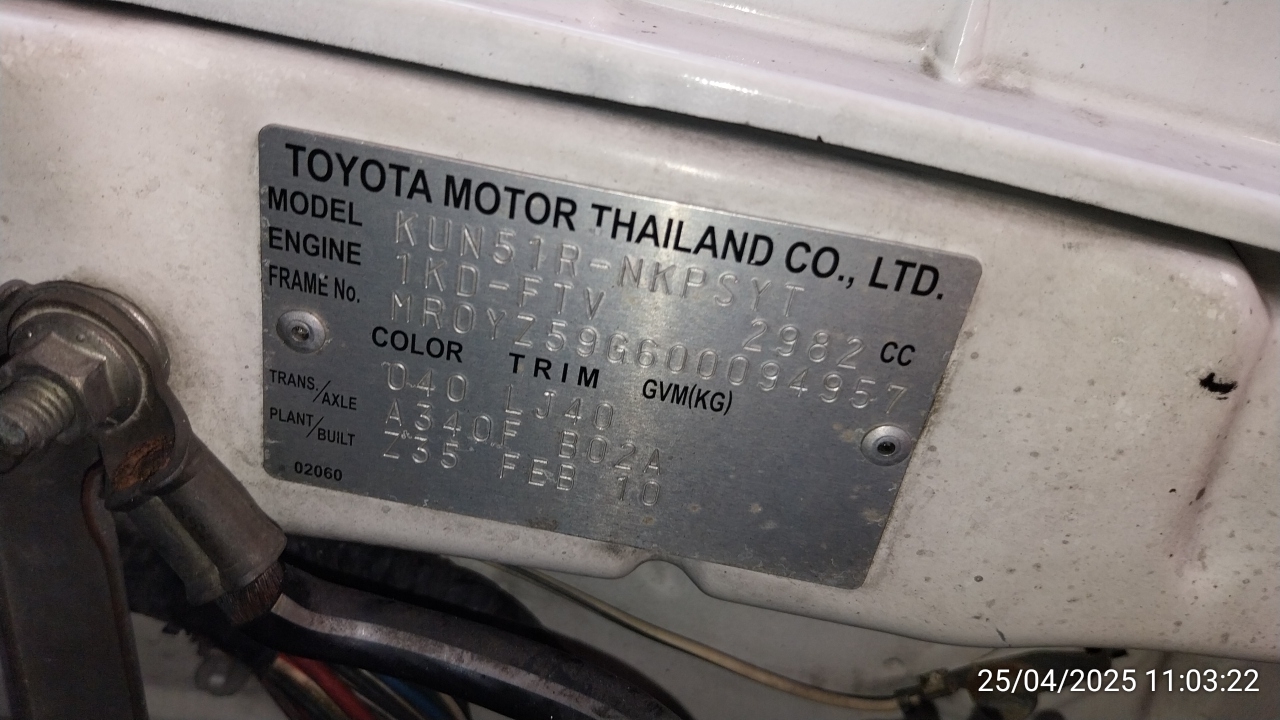 TOYOTA MOTOR THAILAND CO., LTD.
MODEL KUN51R-NKPSYT
ENGINE 1KD-FTV 2982 CC
FRAME No. MR0YZ59G600094957
COLOR TRIM GVM(KG)
040 LJ40
TRANS./AXLE A340F B02A
PLANT/BUILT Z35 FEB 10
02060
25/04/2025 11:03:22